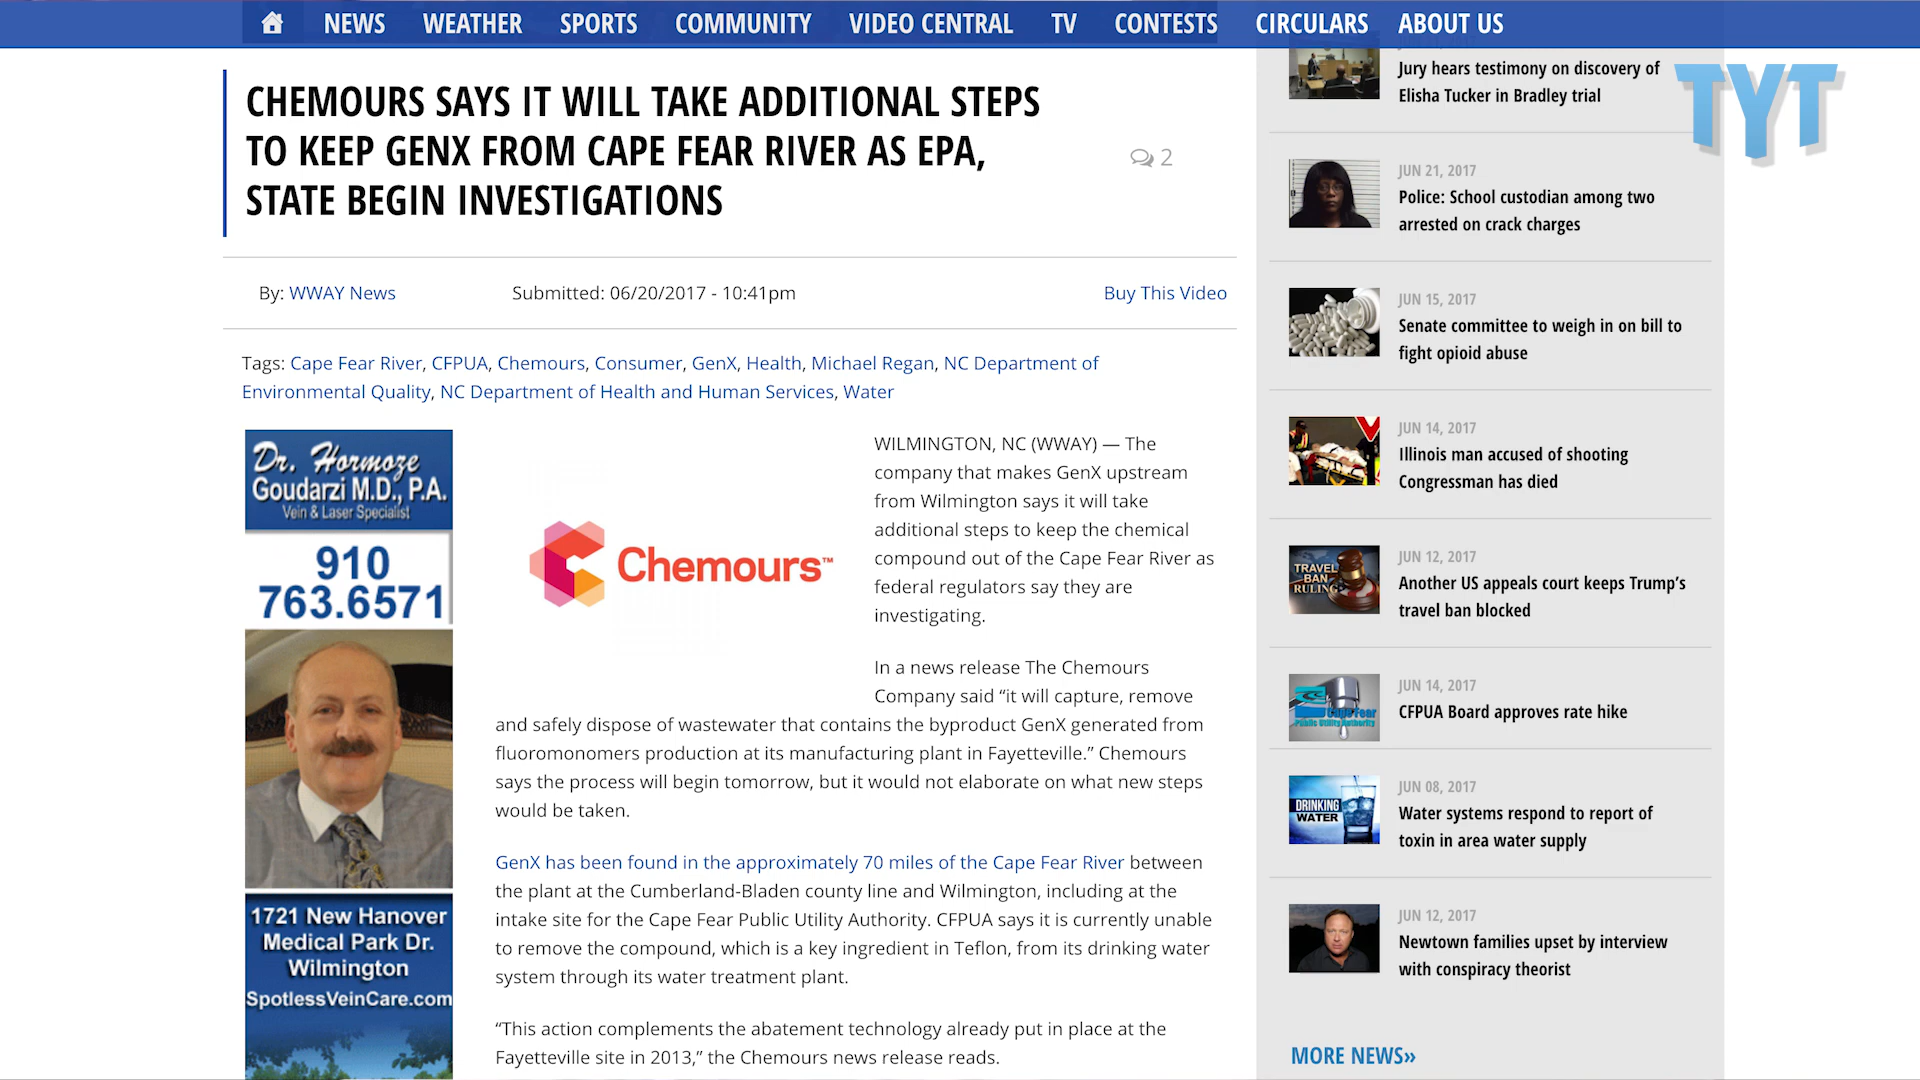 NEWS WEATHER SPORTS COMMUNITY VIDEO CENTRAL TV CONTESTS CIRCULARS ABOUT US
CHEMOURS SAYS IT WILL TAKE ADDITIONAL STEPS
TO KEEP GENX FROM CAPE FEAR RIVER AS EPA,
STATE BEGIN INVESTIGATIONS
2
By: WWAY News
Submitted: 06/20/2017 - 10:41pm
Buy This Video
Tags: Cape Fear River, CFPUA, Chemours, Consumer, GenX, Health, Michael Regan, NC Department of
Environmental Quality, NC Department of Health and Human Services, Water
Dr. Hormoze
Goudarzi M.D., P.A.
Vein & Laser Specialist
910
763.6571
1721 New Hanover
Medical Park Dr.
Wilmington
SpotlessVeinCare.com
Chemours™
WILMINGTON, NC (WWAY) — The
company that makes GenX upstream
from Wilmington says it will take
additional steps to keep the chemical
compound out of the Cape Fear River as
federal regulators say they are
investigating.
In a news release The Chemours
Company said “it will capture, remove
and safely dispose of wastewater that contains the byproduct GenX generated from
fluoromonomers production at its manufacturing plant in Fayetteville.” Chemours
says the process will begin tomorrow, but it would not elaborate on what new steps
would be taken.
GenX has been found in the approximately 70 miles of the Cape Fear River between
the plant at the Cumberland-Bladen county line and Wilmington, including at the
intake site for the Cape Fear Public Utility Authority. CFPUA says it is currently unable
to remove the compound, which is a key ingredient in Teflon, from its drinking water
system through its water treatment plant.
“This action complements the abatement technology already put in place at the
Fayetteville site in 2013,” the Chemours news release reads.
Jury hears testimony on discovery of
Elisha Tucker in Bradley trial
TYT
JUN 21, 2017
Police: School custodian among two
arrested on crack charges
JUN 15, 2017
Senate committee to weigh in on bill to
fight opioid abuse
JUN 14, 2017
Illinois man accused of shooting
Congressman has died
TRAVEL
BAN
RULING
JUN 12, 2017
Another US appeals court keeps Trump’s
travel ban blocked
Cape Fear
Public Utility Authority
JUN 14, 2017
CFPUA Board approves rate hike
DRINKING
WATER
JUN 08, 2017
Water systems respond to report of
toxin in area water supply
JUN 12, 2017
Newtown families upset by interview
with conspiracy theorist
MORE NEWS»